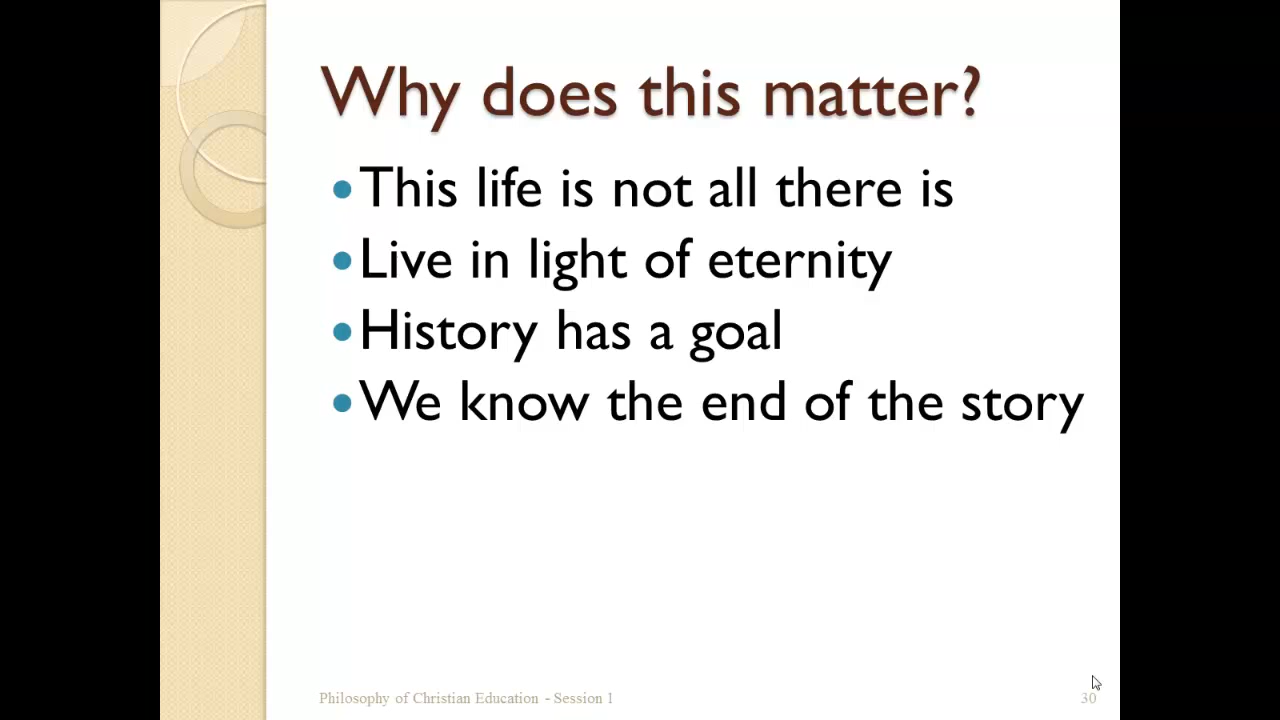 Why does this matter?
• This life is not all there is
• Live in light of eternity
• History has a goal
• We know the end of the story
Philosophy of Christian Education - Session 1
30